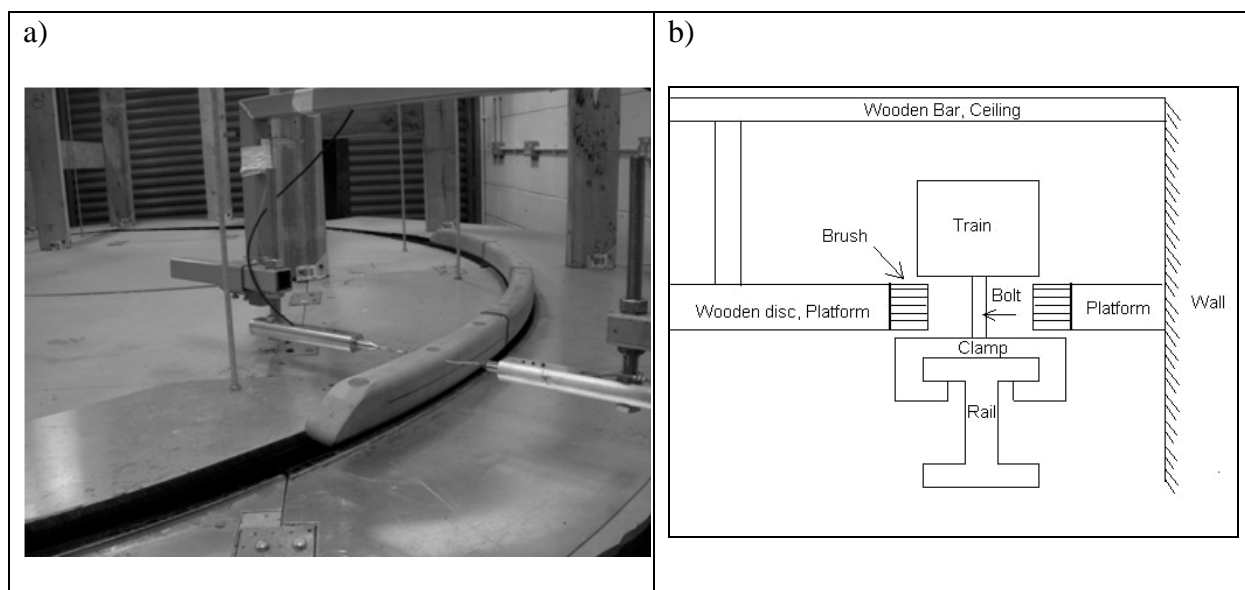 a)
b)
Wooden Bar, Ceiling
Train
Brush
Bolt
Wooden disc, Platform
Platform
Wall
Clamp
Rail